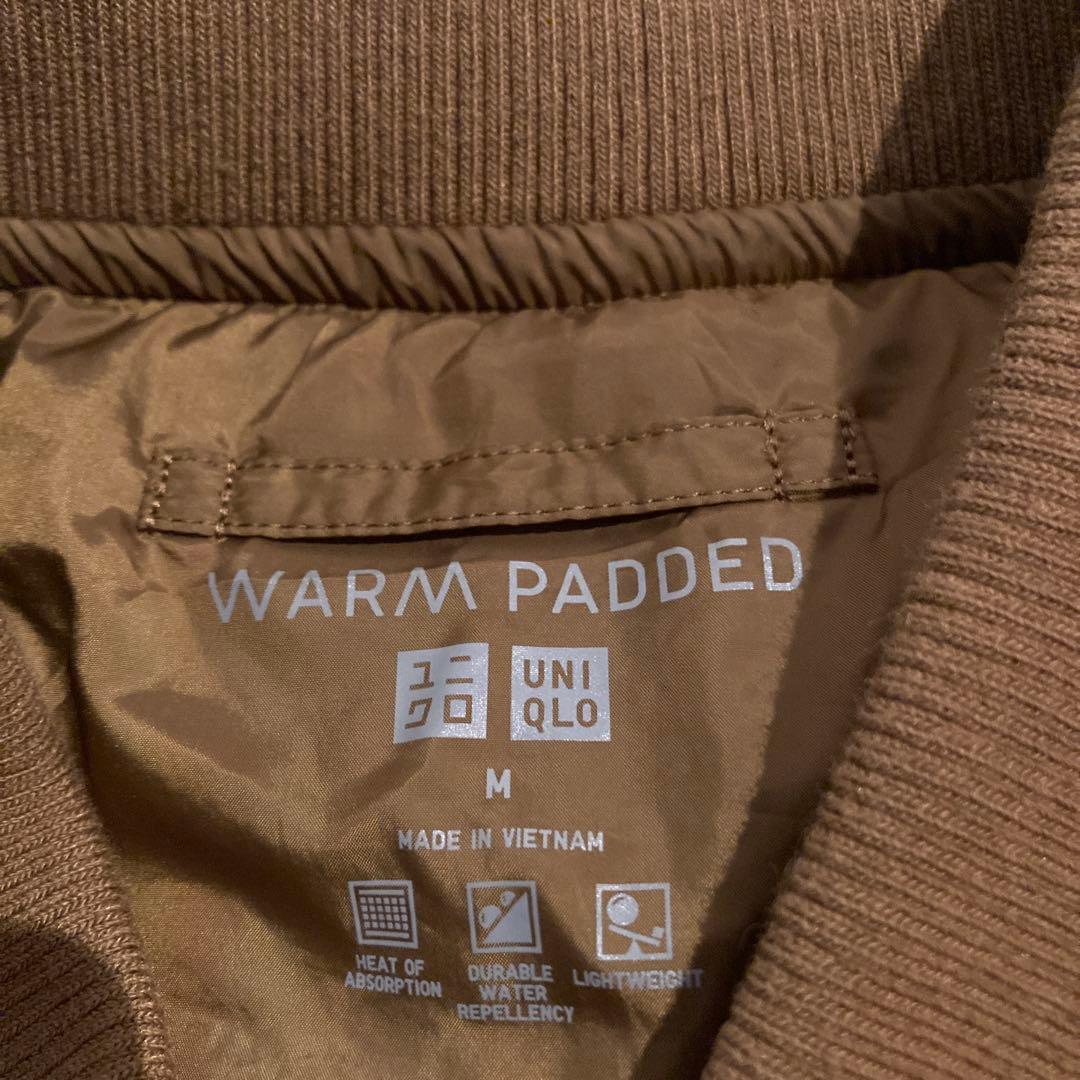 WARM PADDED
ユニ
クロ
UNI
QLO
M
MADE IN VIETNAM
HEAT OF
ABSORPTION
DURABLE
WATER
REPELLENCY
LIGHTWEIGHT